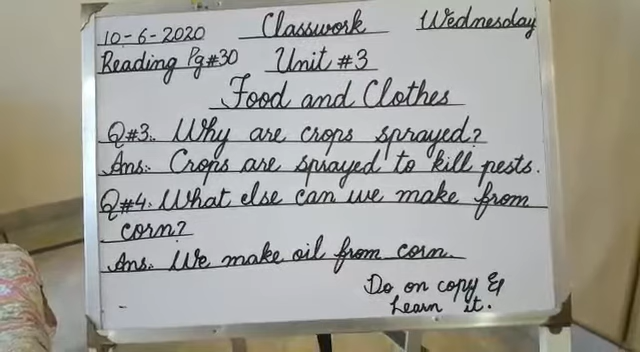 10-6-2020 Classwork Wednesday
Reading Pg#30 Unit #3
Food and Clothes
Q#3. Why are crops sprayed?
Ans:- Crops are sprayed to kill pests.
Q#4. What else can we make from
corn?
Ans:- We make oil from corn.
Do on copy &
Learn it.